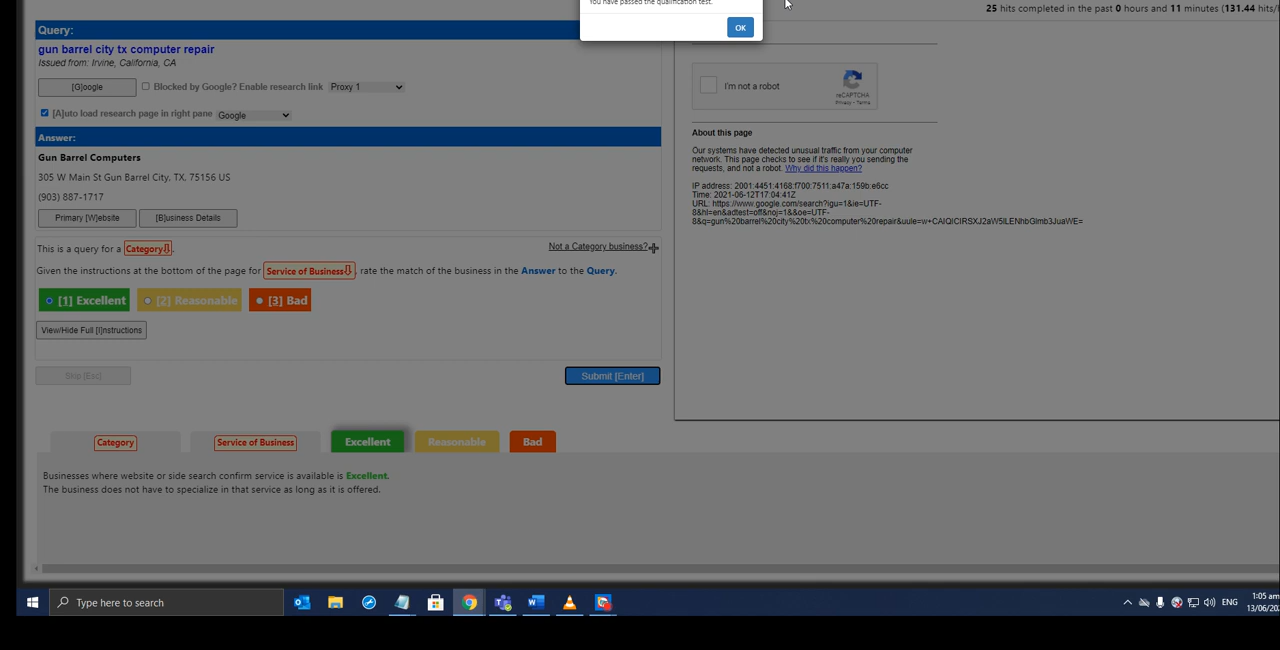 You have passed the qualification test.
OK
25 hits completed in the past 0 hours and 11 minutes (131.44 hits/
Query:
gun barrel city tx computer repair
Issued from: Irvine, California, CA
[G]oogle
Blocked by Google? Enable research link
Proxy 1
[A]uto load research page in right pane
Google
Answer:
Gun Barrel Computers
305 W Main St Gun Barrel City, TX, 75156 US
(903) 887-1717
Primary [W]ebsite
[B]usiness Details
This is a query for a Category⇩.
Not a Category business?
Given the instructions at the bottom of the page for Service of Business⇩, rate the match of the business in the Answer to the Query.
[1] Excellent
[2] Reasonable
[3] Bad
View/Hide Full [I]nstructions
Skip [Esc]
Submit [Enter]
I'm not a robot
reCAPTCHA
Privacy - Terms
About this page
Our systems have detected unusual traffic from your computer
network. This page checks to see if it's really you sending the
requests, and not a robot. Why did this happen?
IP address: 2001:4451:4168:f700:7511:a47a:159b:e6cc
Time: 2021-06-12T17:04:41Z
URL: https://www.google.com/search?igu=1&ie=UTF-
8&hl=en&adtest=off&noj=1&&oe=UTF-
Category
Service of Business
Excellent
Reasonable
Bad
Businesses where website or side search confirm service is available is Excellent.
The business does not have to specialize in that service as long as it is offered.
Type here to search
ENG
1:05 am
13/06/20